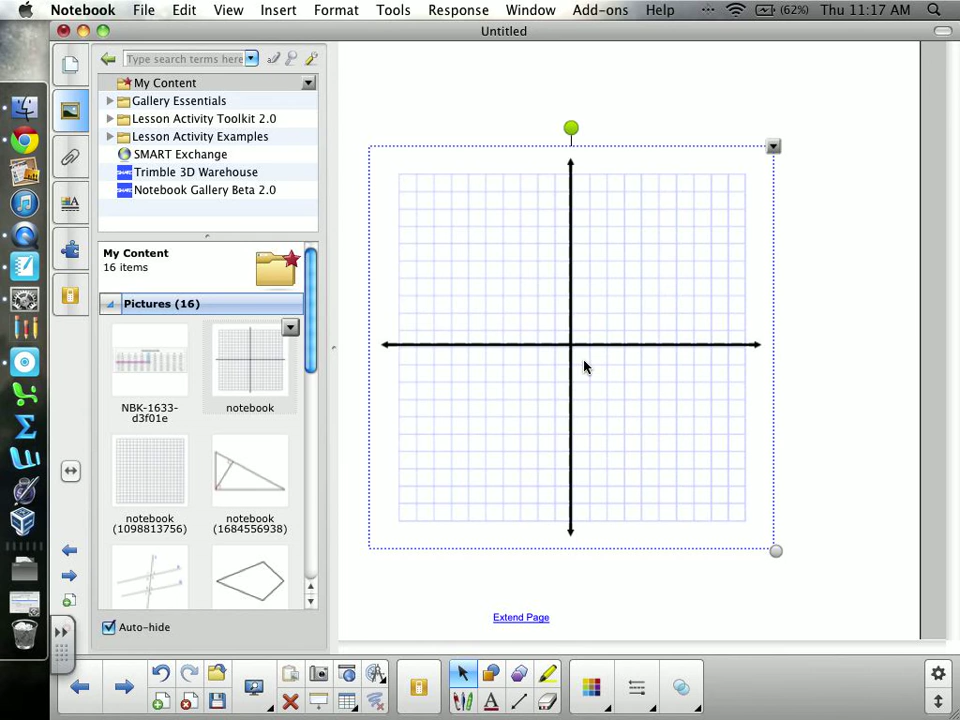 Notebook File Edit View Insert Format Tools Response Window Add-ons Help (62%) Thu 11:17 AM
Untitled
Type search terms here
My Content
Gallery Essentials
Lesson Activity Toolkit 2.0
Lesson Activity Examples
SMART Exchange
Trimble 3D Warehouse
Notebook Gallery Beta 2.0
My Content
16 items
Pictures (16)
NBK-1633-
d3f01e
notebook
notebook
(1098813756)
notebook
(1684556938)
Auto-hide
Extend Page